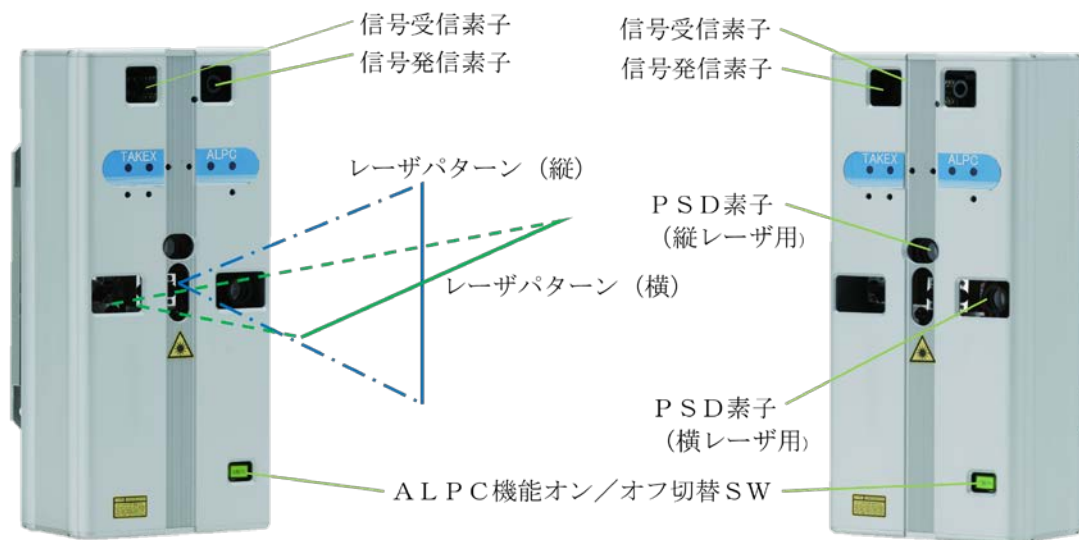 信号受信素子
信号発信素子
信号受信素子
信号発信素子
TAKEX ALPC
TAKEX ALPC
レーザパターン（縦）
レーザパターン（横）
ＰＳＤ素子
（縦レーザ用）
ＰＳＤ素子
（横レーザ用）
ＡＬＰＣ機能オン／オフ切替ＳＷ